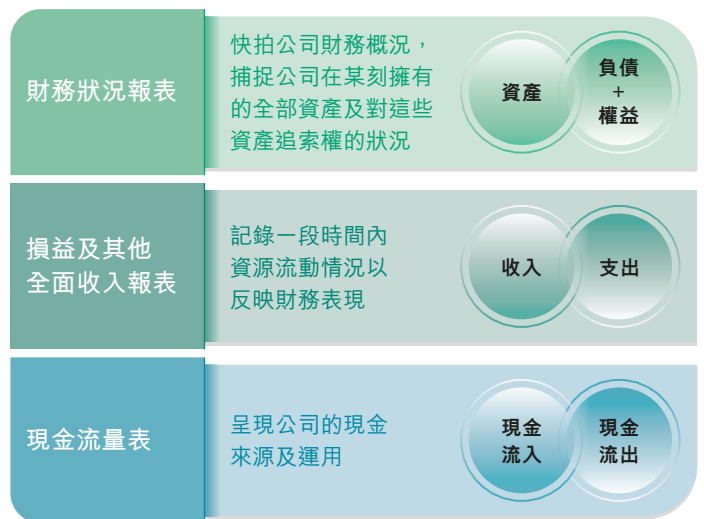 財務狀況報表
快拍公司財務概況，
捕捉公司在某刻擁有
的全部資產及對這些
資產追索權的狀況
資產
負債
+
權益
損益及其他
全面收入報表
記錄一段時間內
資源流動情況以
反映財務表現
收入
支出
現金流量表
呈現公司的現金
來源及運用
現金
流入
現金
流出